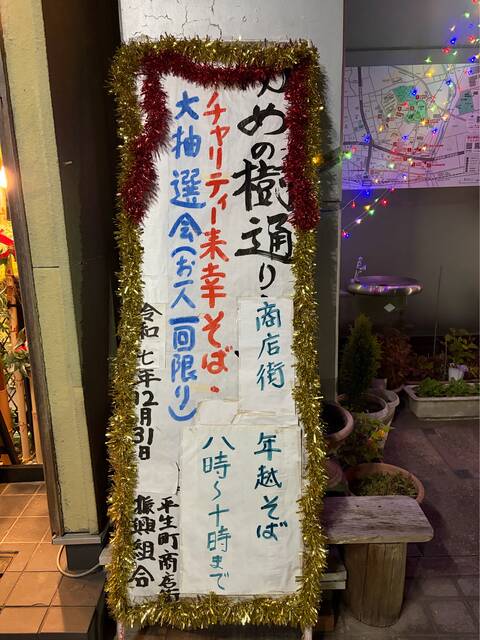 めの樹通り
商店街
チャリティー来幸そば・
大抽選会(お一人一回限り)
年越そば
八時〜十時まで
令和七年12月31日
平生町商店街
振興組合